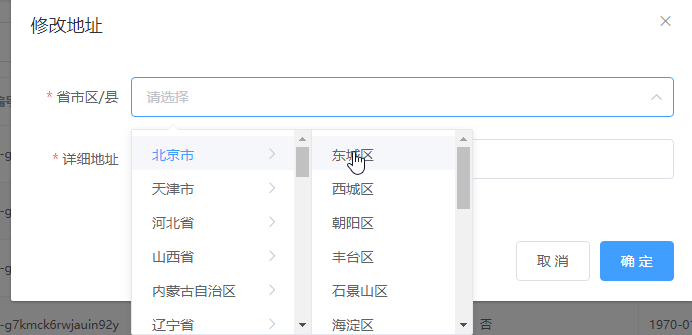 修改地址
* 省市区/县
请选择
* 详细地址
北京市
天津市
河北省
山西省
内蒙古自治区
辽宁省
东城区
西城区
朝阳区
丰台区
石景山区
海淀区
取消
确定
-g7kmck6rwjauin92y
否
1970-0